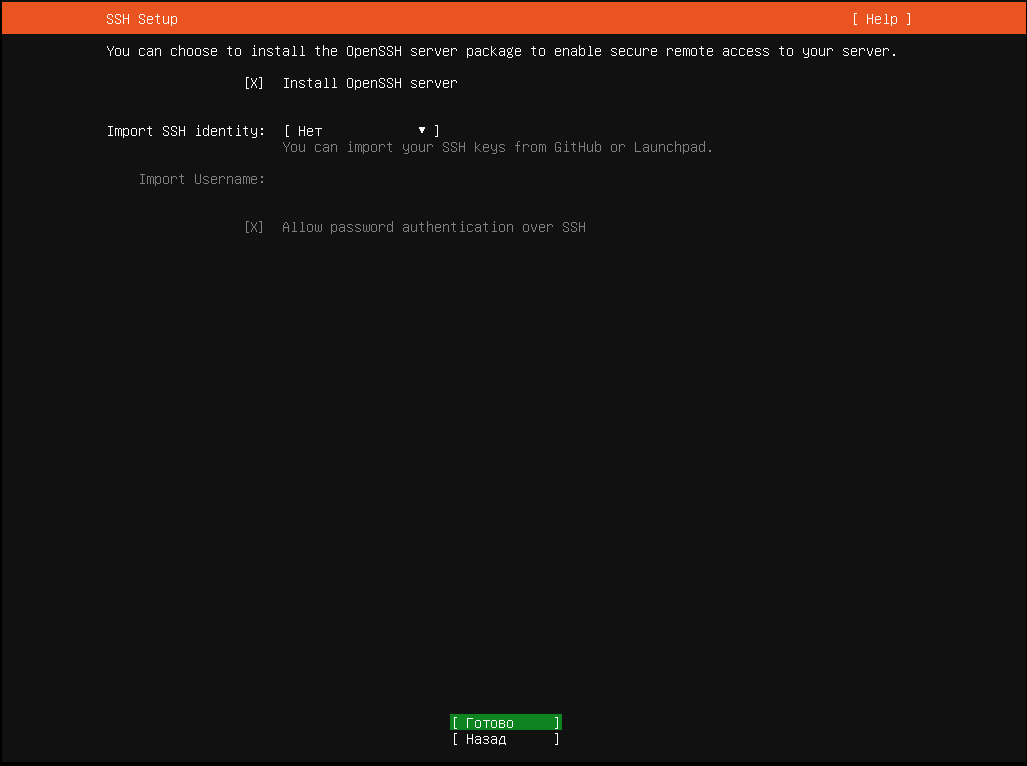 SSH Setup [ Help ]
You can choose to install the OpenSSH server package to enable secure remote access to your server.
[X] Install OpenSSH server
Import SSH identity: [ Нет ▾ ]
You can import your SSH keys from GitHub or Launchpad.
Import Username:
[X] Allow password authentication over SSH
[ Готово ]
[ Назад ]